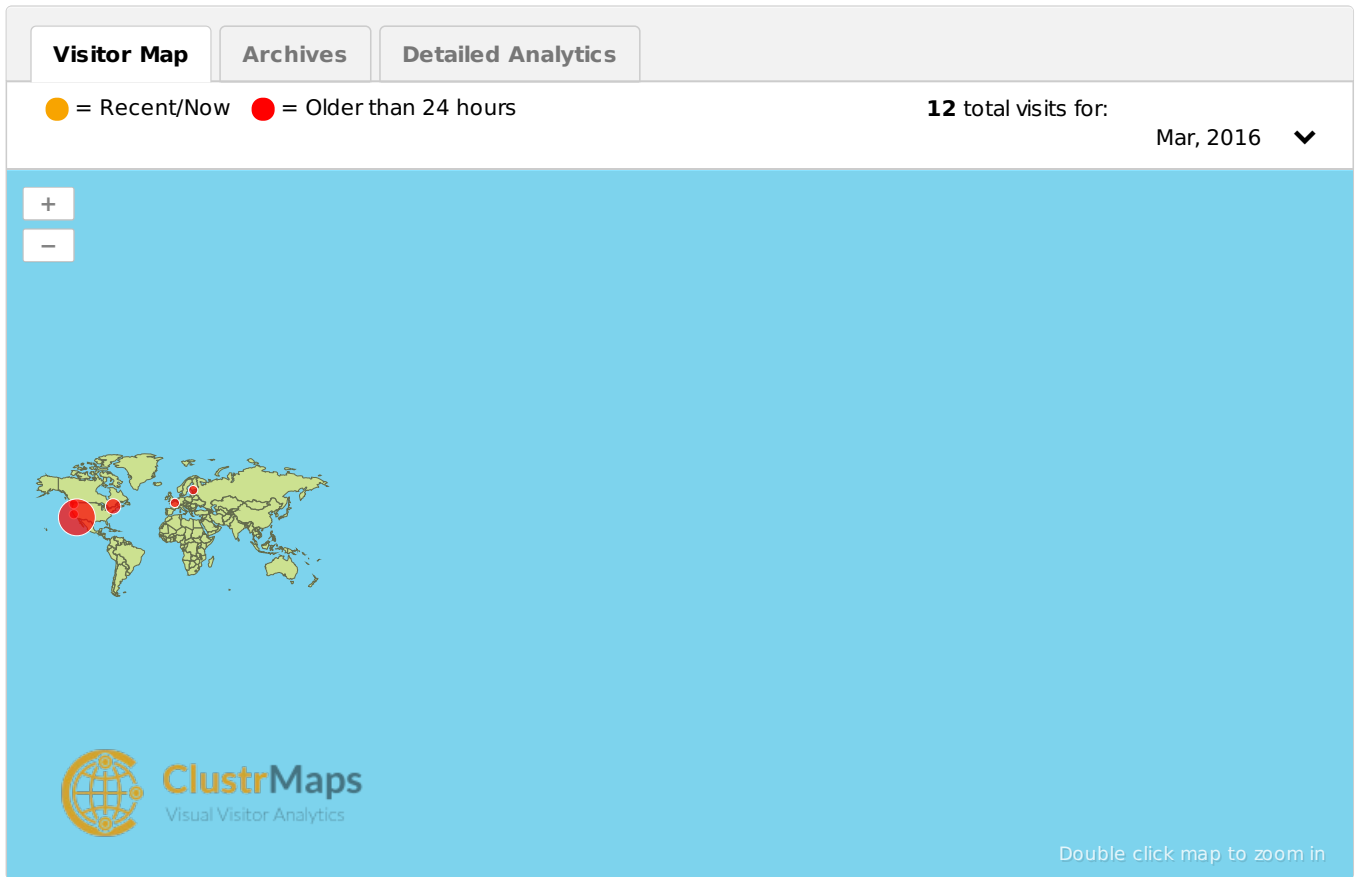 Visitor Map Archives Detailed Analytics
= Recent/Now = Older than 24 hours 12 total visits for:
Mar, 2016
+
−
ClustrMaps
Visual Visitor Analytics
Double click map to zoom in